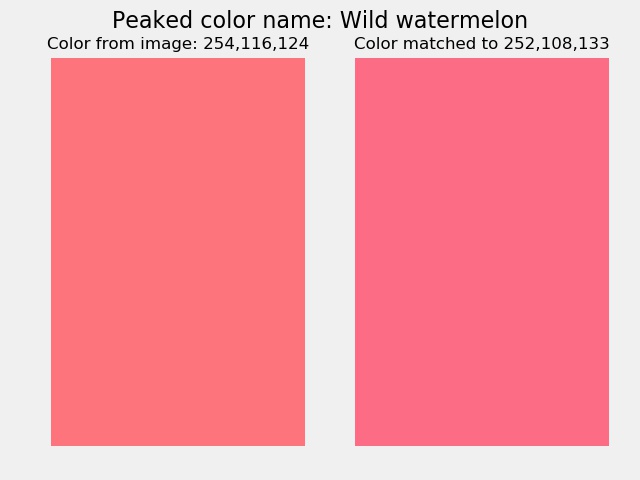 Peaked color name: Wild watermelon
Color from image: 254,116,124
Color matched to 252,108,133